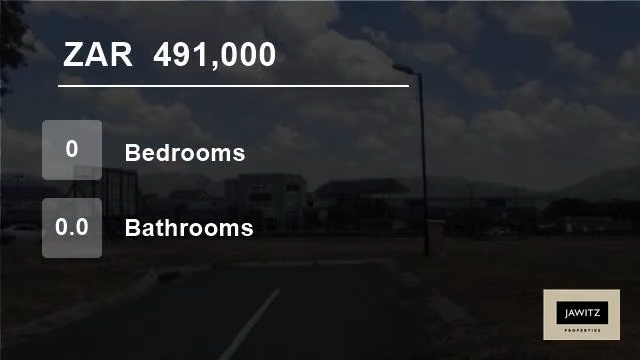 ZAR 491,000
0 Bedrooms
0.0 Bathrooms
JAWITZ
PROPERTIES